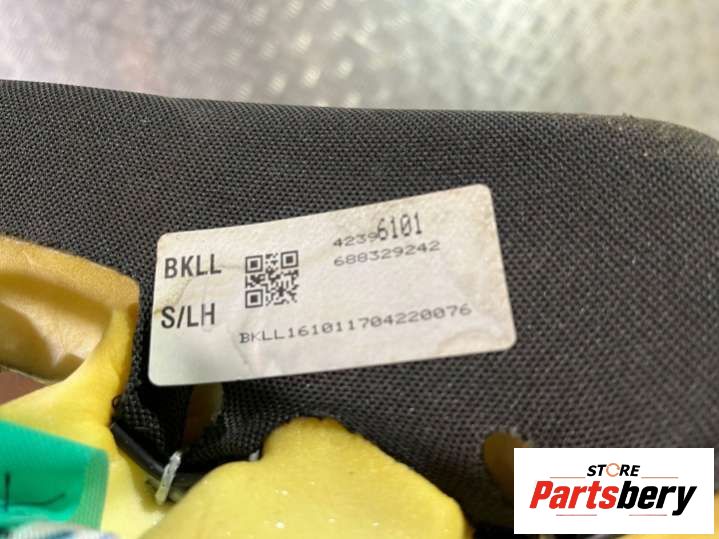 BKLL
42396101
688329242
S/LH
BKLL161011704220076
STORE
Partsbery